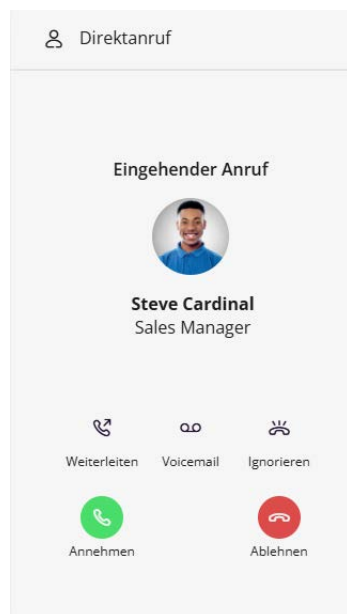 Direktanruf
Eingehender Anruf
Steve Cardinal
Sales Manager
Weiterleiten Voicemail Ignorieren
Annehmen Ablehnen